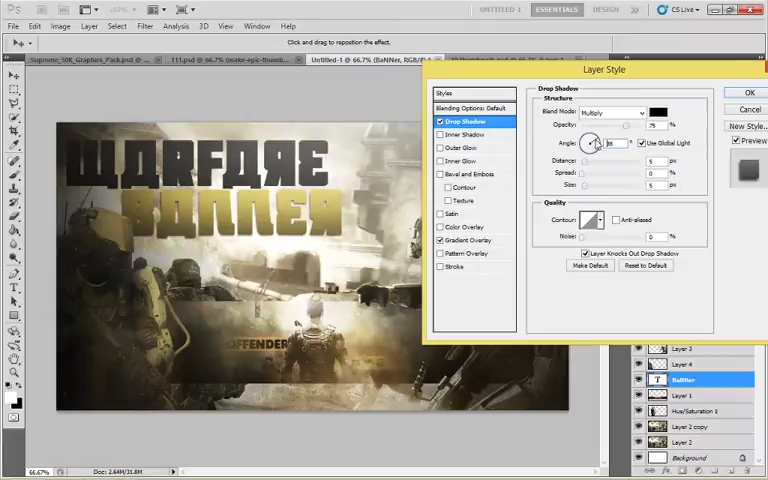 Ps
UNTITLED-1
ESSENTIALS
DESIGN
CS Live
File Edit Image Layer Select Filter Analysis 3D View Window Help
Click and drag to reposition the effect.
Supreme_50K_Graphics_Pack.psd @ 66.7%
111.psd @ 66.7% (make-epic-thumb...
Untitled-1 @ 66.7% (BaNNer, RGB/8)
Layer Style
Styles
Blending Options: Default
Drop Shadow
Inner Shadow
Outer Glow
Inner Glow
Bevel and Emboss
Contour
Texture
Satin
Color Overlay
Gradient Overlay
Pattern Overlay
Stroke
Drop Shadow
Structure
Blend Mode: Multiply
Opacity: 75 %
Angle: °
Use Global Light
Distance: 5 px
Spread: 0 %
Size: 5 px
Quality
Contour: Anti-aliased
Noise: 0 %
Layer Knocks Out Drop Shadow
Make Default Reset to Default
OK
Cancel
New Style...
Preview
WARFARE
BANNER
OFFENDER
Layer 3
Layer 4
T BaNNer
Layer 1
Hue/Saturation 1
Layer 2 copy
Layer 2
Background
66.67% Doc: 2.64M/31.8M